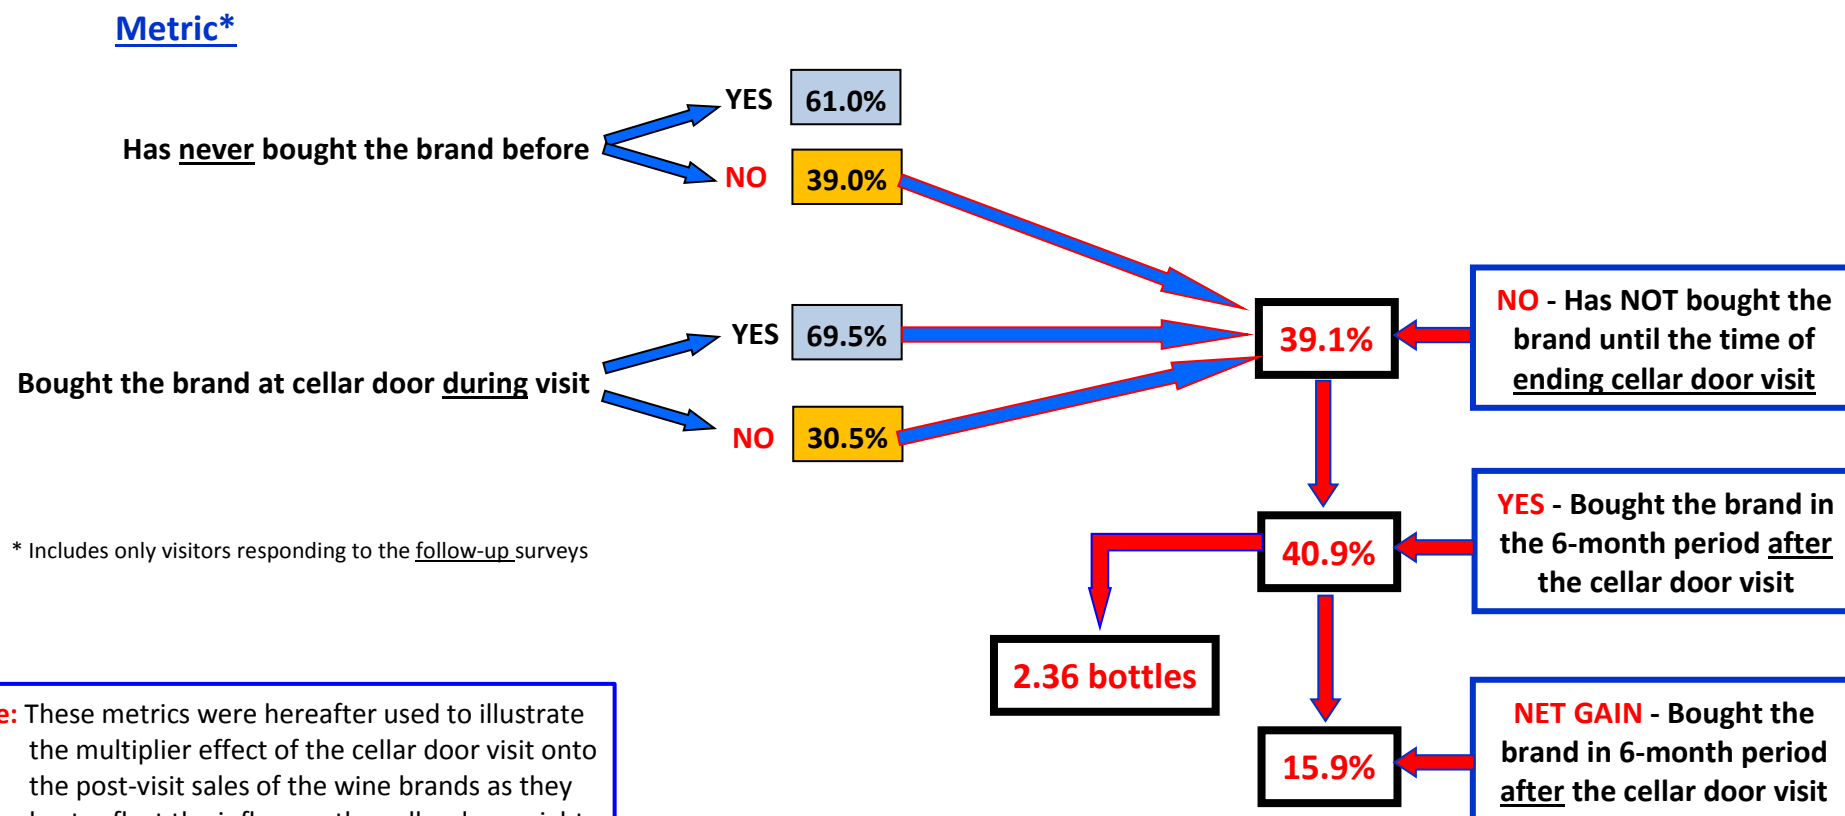 Metric*
YES 61.0%
Has never bought the brand before
NO 39.0%
YES 69.5%
Bought the brand at cellar door during visit
NO 30.5%
39.1%
NO - Has NOT bought the
brand until the time of
ending cellar door visit
40.9%
YES - Bought the brand in
the 6-month period after
the cellar door visit
* Includes only visitors responding to the follow-up surveys
2.36 bottles
15.9%
NET GAIN - Bought the
brand in 6-month period
after the cellar door visit
These metrics were hereafter used to illustrate
the multiplier effect of the cellar door visit onto
the post-visit sales of the wine brands as they